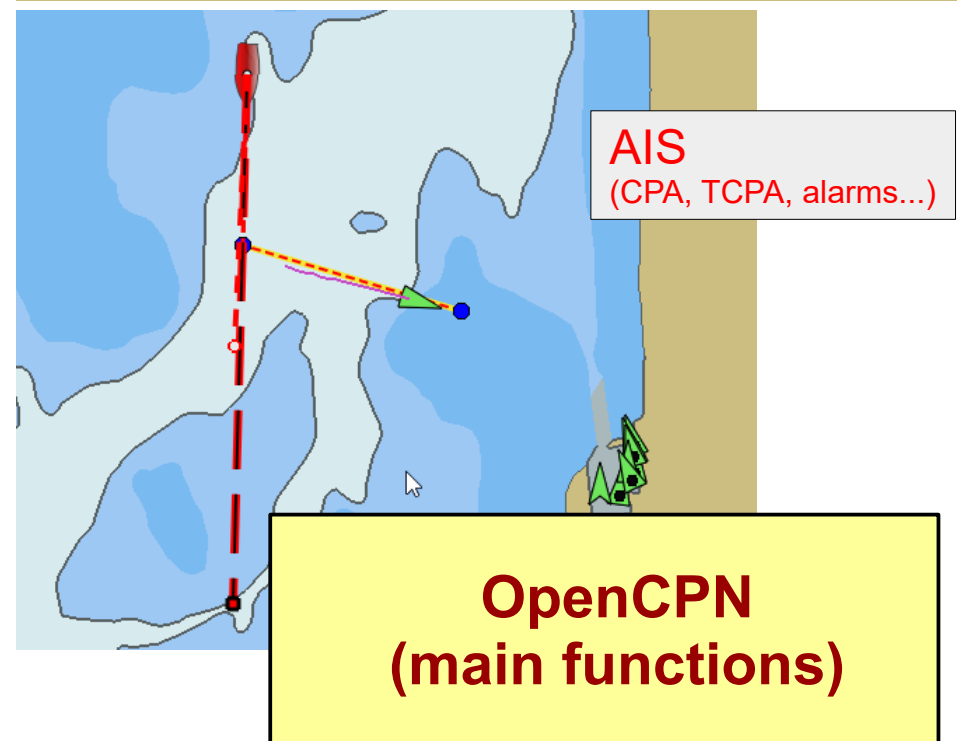 AIS
(CPA, TCPA, alarms...)
OpenCPN
(main functions)